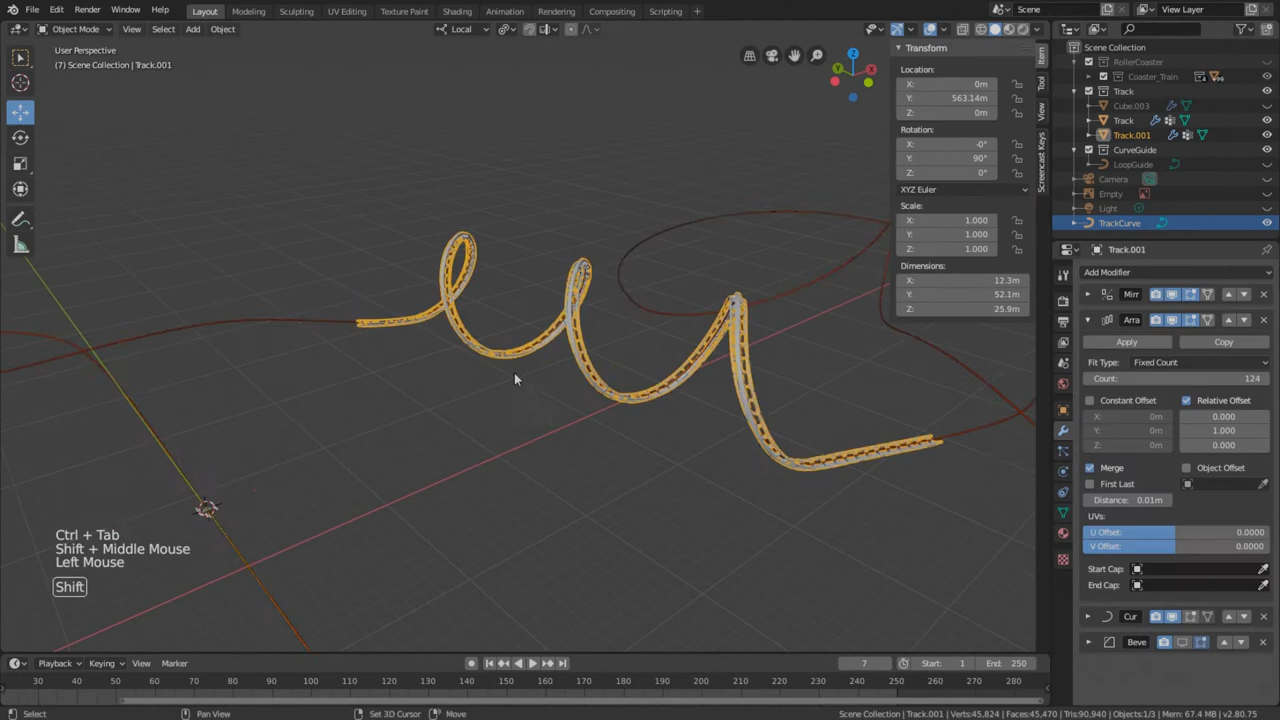 File Edit Render Window Help Layout Modeling Sculpting UV Editing Texture Paint Shading Animation Rendering Compositing Scripting + Scene View Layer
Object Mode View Select Add Object Local
User Perspective
(7) Scene Collection | Track.001
Z
Y
X
Transform
Location:
X: 0m
Y: 563.14m
Z: 0m
Rotation:
X: -0°
Y: 90°
Z: 0°
XYZ Euler
Scale:
X: 1.000
Y: 1.000
Z: 1.000
Dimensions:
X: 12.3m
Y: 52.1m
Z: 25.9m
Item
Tool
View
Screencast Keys
Scene Collection
RollerCoaster
Coaster_Train
Track
Cube.003
Track
Track.001
CurveGuide
LoopGuide
Camera
Empty
Light
TrackCurve
Track.001
Add Modifier
Mirr
Arra
Apply Copy
Fit Type: Fixed Count
Count: 124
Constant Offset Relative Offset
X: 0m 0.000
Y: 0m 1.000
Z: 0m 0.000
Merge Object Offset
First Last
Distance: 0.01m
UVs:
U Offset: 0.0000
V Offset: 0.0000
Start Cap:
End Cap:
Cur
Beve
Ctrl + Tab
Shift + Middle Mouse
Left Mouse
Shift
Playback Keying View Marker 7 Start: 1 End: 250
30 40 50 60 70 80 90 100 110 120 130 140 150 160 170 180 190 200 210 220 230 240 250 260 270 280
Select Pan View Set 3D Cursor Move Scene Collection | Track.001 | Verts:45,824 | Faces:45,470 | Tris:90,940 | Objects:1/3 | Mem: 67.4 MB | v2.80.75